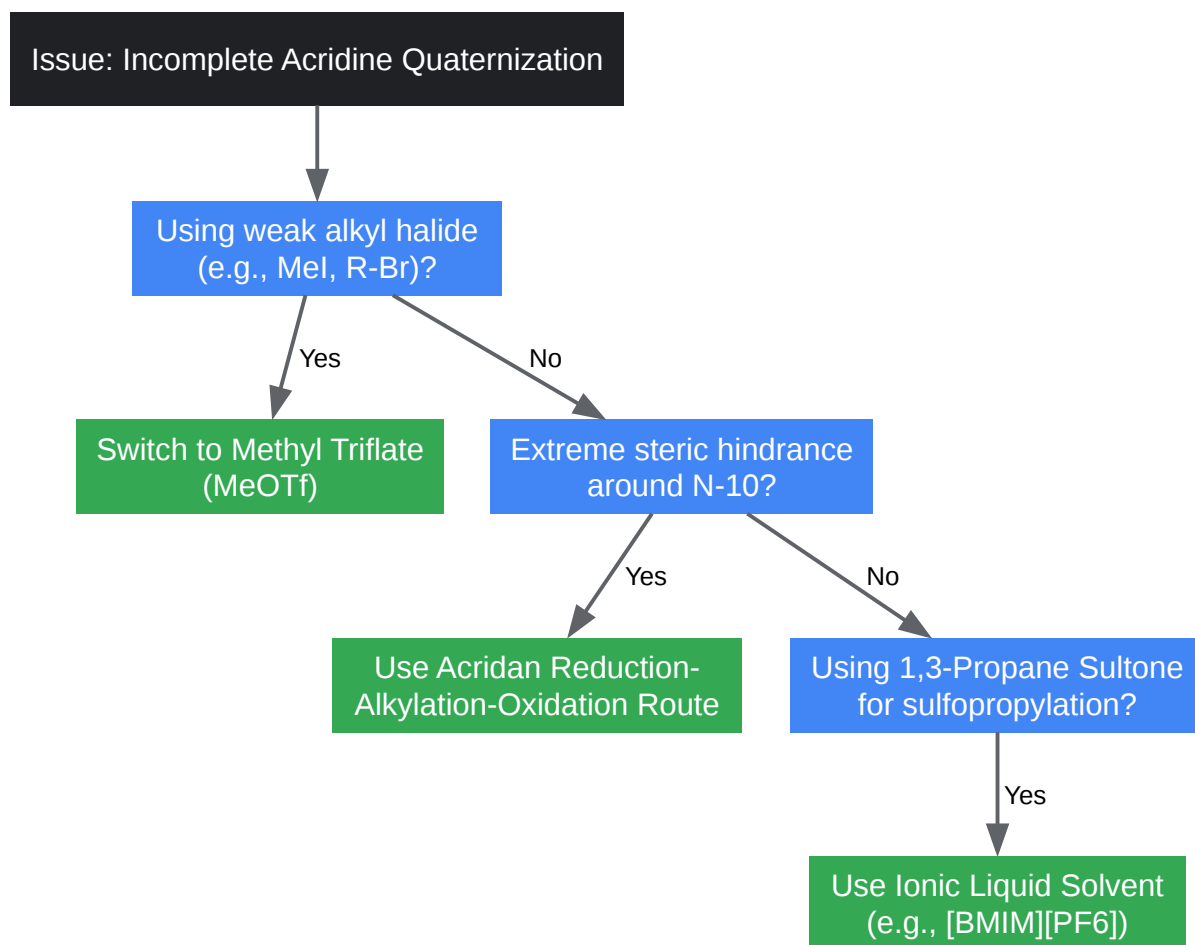 Issue: Incomplete Acridine Quaternization
Using weak alkyl halide
(e.g., MeI, R-Br)?
Yes
No
Switch to Methyl Triflate
(MeOTf)
Extreme steric hindrance
around N-10?
Yes
No
Use Acridan Reduction-
Alkylation-Oxidation Route
Using 1,3-Propane Sultone
for sulfopropylation?
Yes
Use Ionic Liquid Solvent
(e.g., [BMIM][PF6])